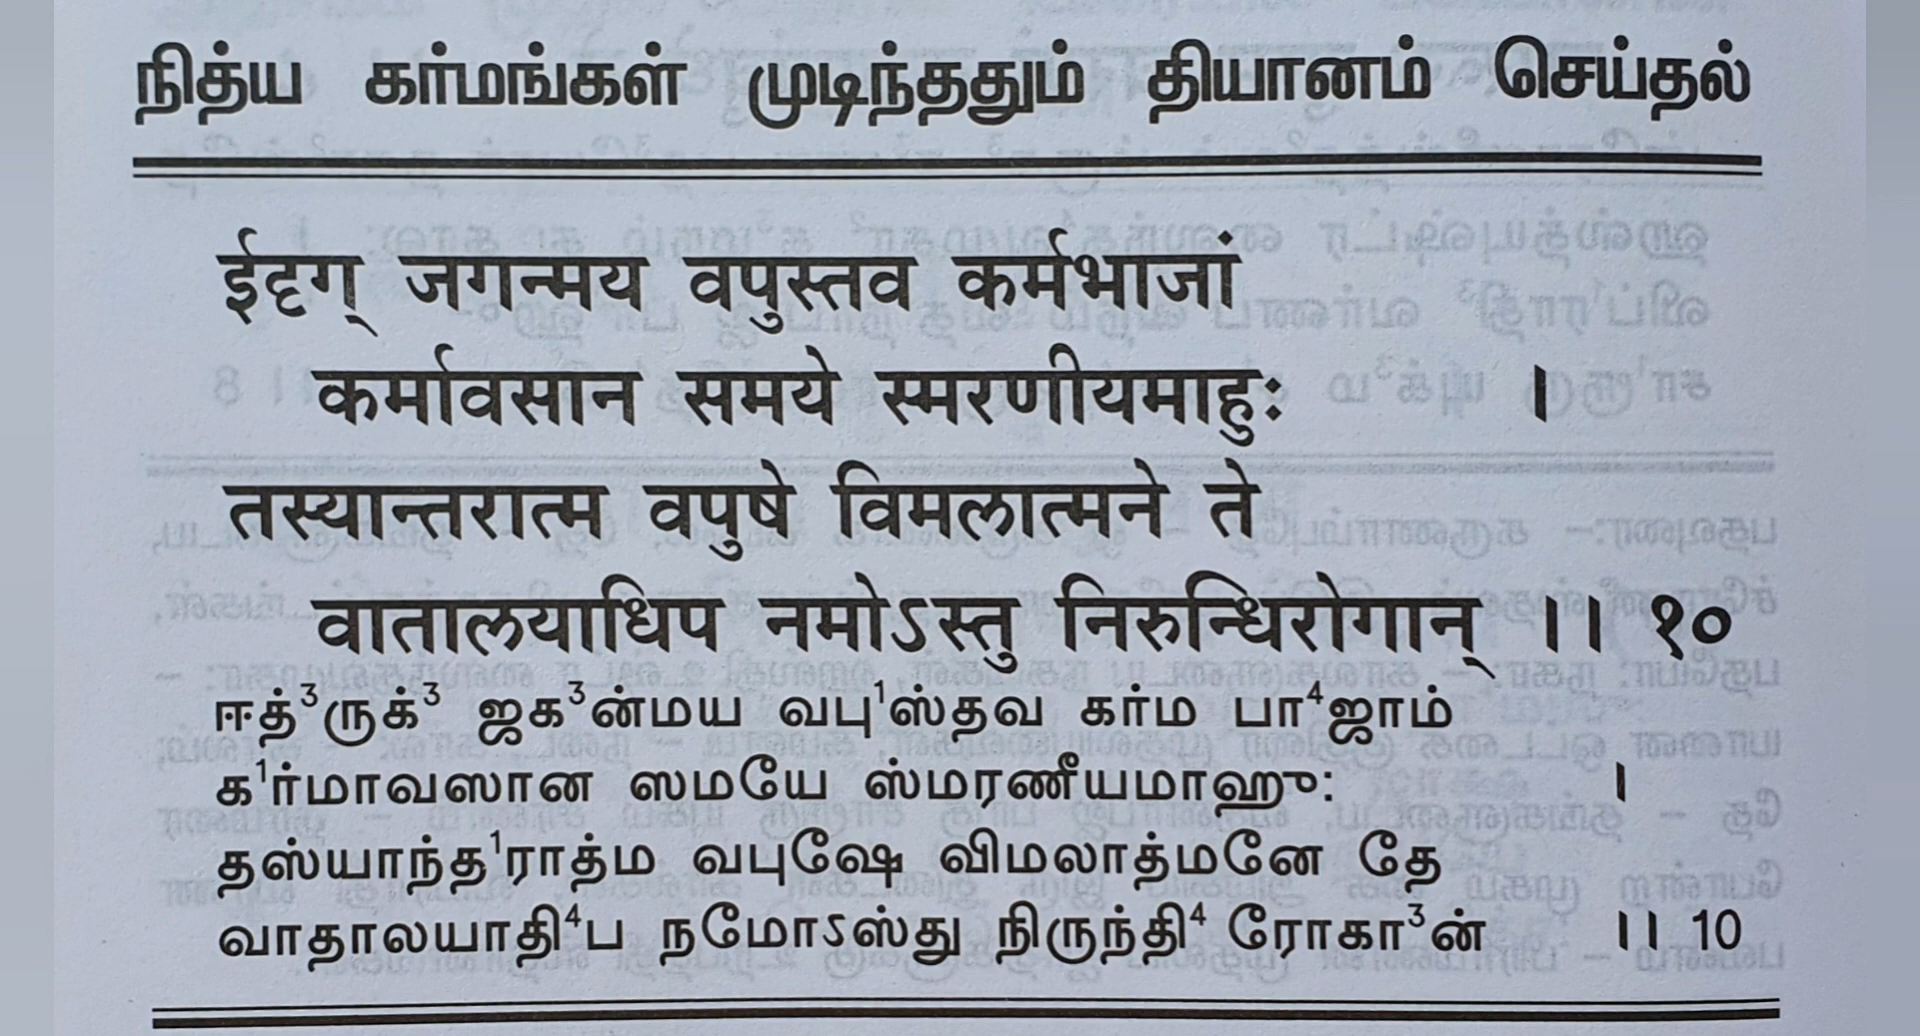 நித்ய கர்மங்கள் முடிந்ததும் தியானம் செய்தல்
ईदृग् जगन्मय वपुस्तव कर्मभाजां
कर्मावसान समये स्मरणीयमाहुः ।
तस्यान्तरात्म वपुषे विमलात्मने ते
वातालयाधिप नमोऽस्तु निरुन्धिरोगान् ।। १०
ஈத்³ருக்³ ஜக³ன்மய வபு¹ஸ்தவ கர்ம பா⁴ஜாம்
க¹ர்மாவஸான ஸமயே ஸ்மரணீயமாஹு: ।
தஸ்யாந்த¹ராத்ம வபுஷே விமலாத்மனே தே
வாதாலயாதி⁴ப நமோ஽ஸ்து நிருந்தி⁴ ரோகா³ன் ।। 10